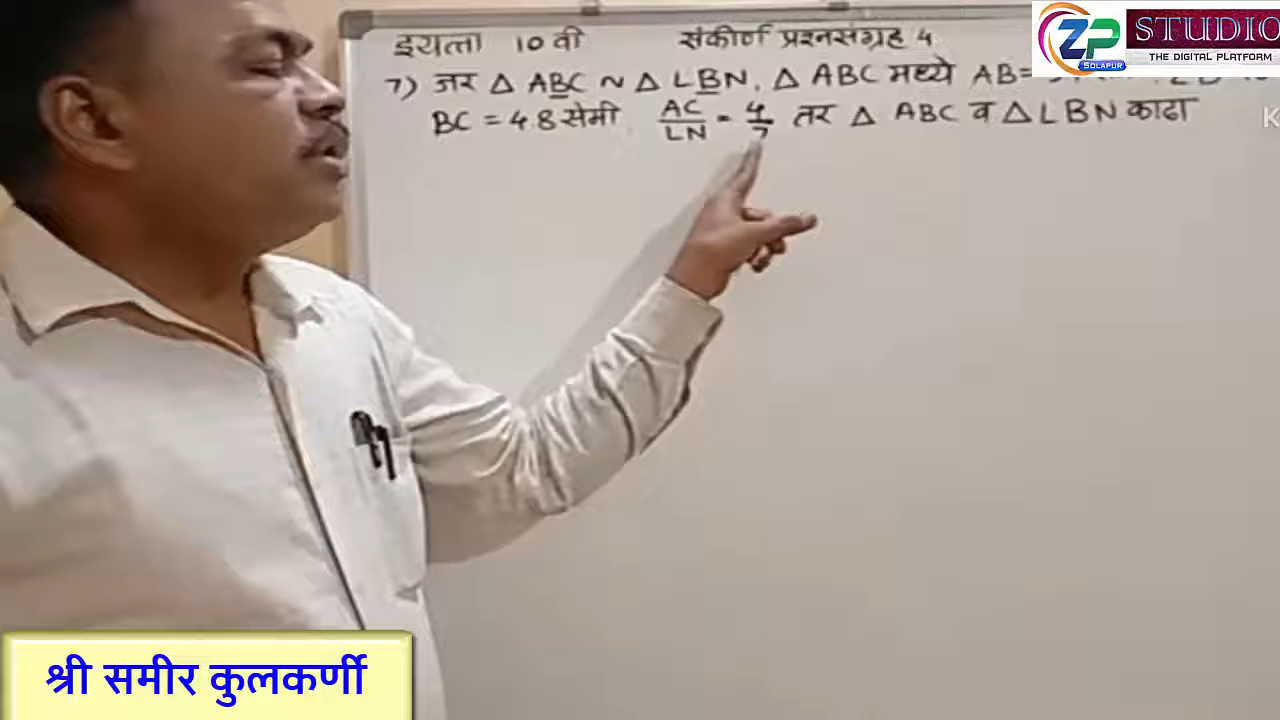 इयत्ता 10 वी संकीर्ण प्रश्नसंग्रह 4
7) जर △ ABC ~ △ LBN, △ ABC मध्ये AB=
BC = 4.8 सेमी AC/LN = 4/7 तर △ ABC व △ LBN काढा
ZP STUDIO
SOLAPUR THE DIGITAL PLATFORM
K
श्री समीर कुलकर्णी